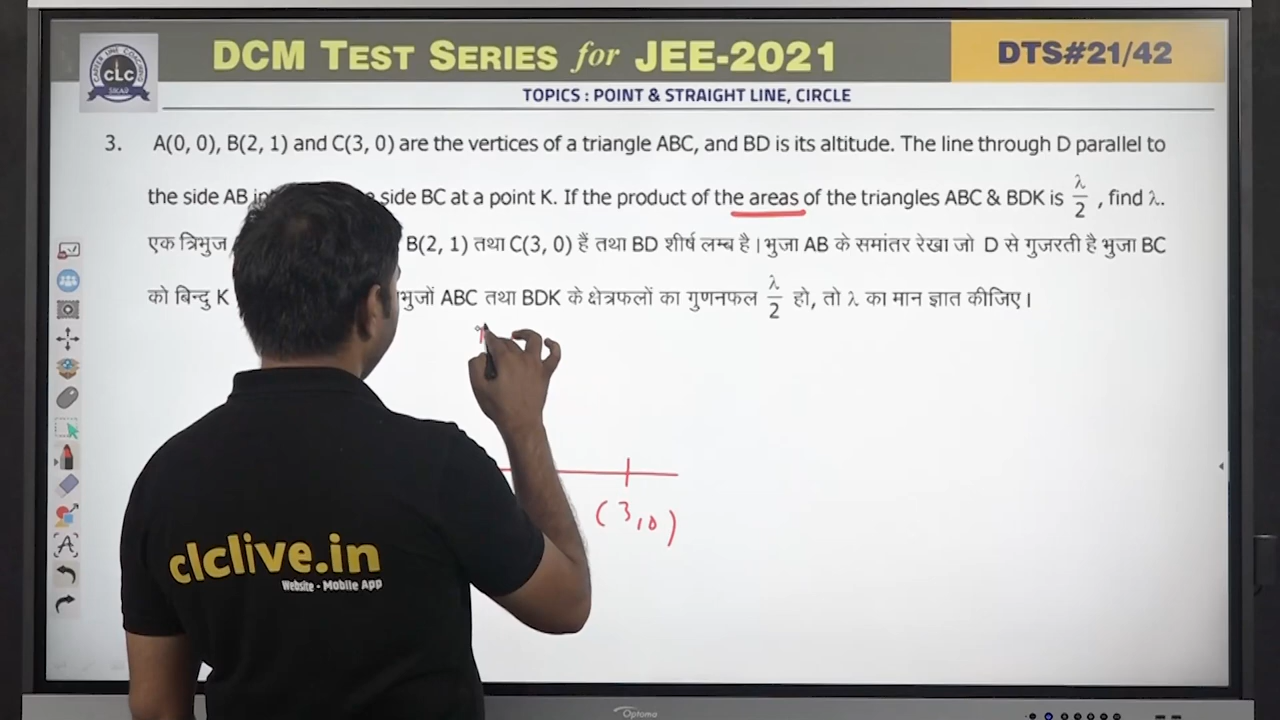 DCM TEST SERIES for JEE-2021
DTS#21/42
CLC
SIKAR
TOPICS : POINT & STRAIGHT LINE, CIRCLE
3. A(0, 0), B(2, 1) and C(3, 0) are the vertices of a triangle ABC, and BD is its altitude. The line through D parallel to
the side AB side BC at a point K. If the product of the areas of the triangles ABC & BDK is λ/2 , find λ.
एक त्रिभुज B(2, 1) तथा C(3, 0) हैं तथा BD शीर्ष लम्ब है। भुजा AB के समांतर रेखा जो D से गुजरती है भुजा BC
को बिन्दु K भुजों ABC तथा BDK के क्षेत्रफलों का गुणनफल λ/2 हो, तो λ का मान ज्ञात कीजिए।
(3,0)
clclive.in
Website - Mobile App
Optoma